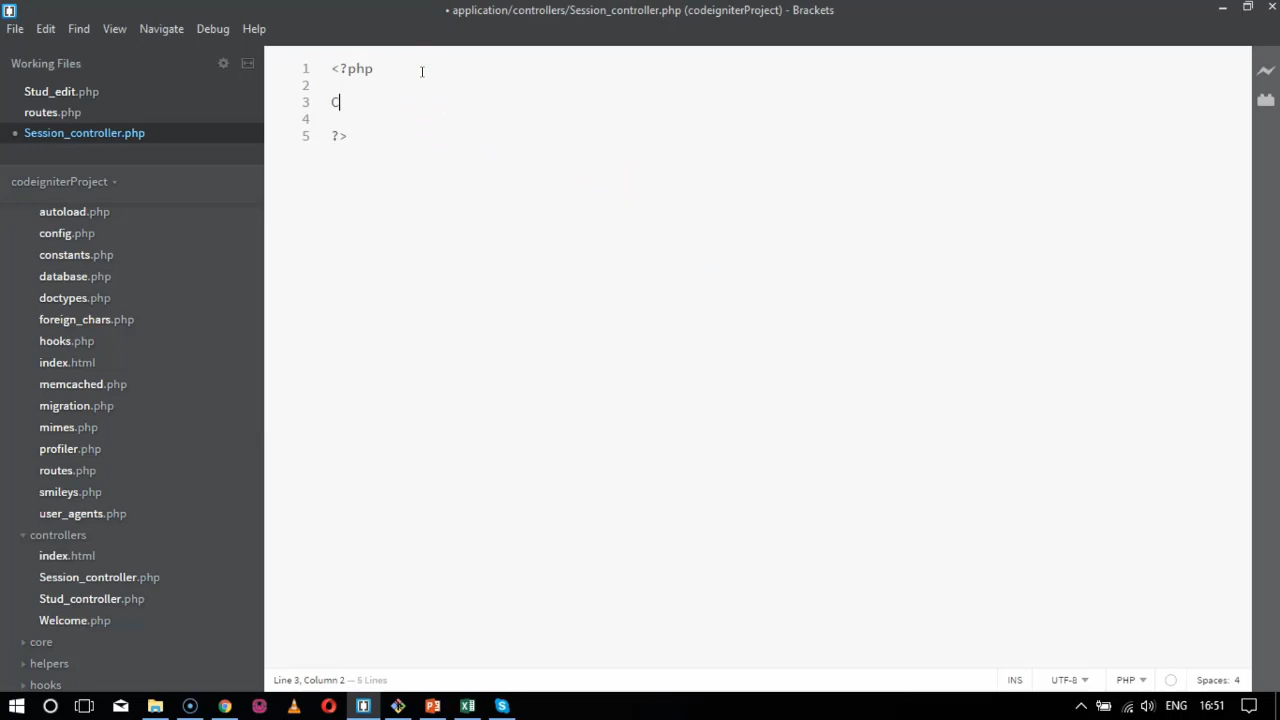 • application/controllers/Session_controller.php (codeigniterProject) - Brackets
File Edit Find View Navigate Debug Help
Working Files
Stud_edit.php
routes.php
Session_controller.php
codeigniterProject
autoload.php
config.php
constants.php
database.php
doctypes.php
foreign_chars.php
hooks.php
index.html
memcached.php
migration.php
mimes.php
profiler.php
routes.php
smileys.php
user_agents.php
controllers
index.html
Session_controller.php
Stud_controller.php
Welcome.php
core
helpers
hooks
1 <?php
2
3 C
4
5 ?>
Line 3, Column 2 — 5 Lines
INS UTF-8 PHP Spaces: 4
ENG 16:51